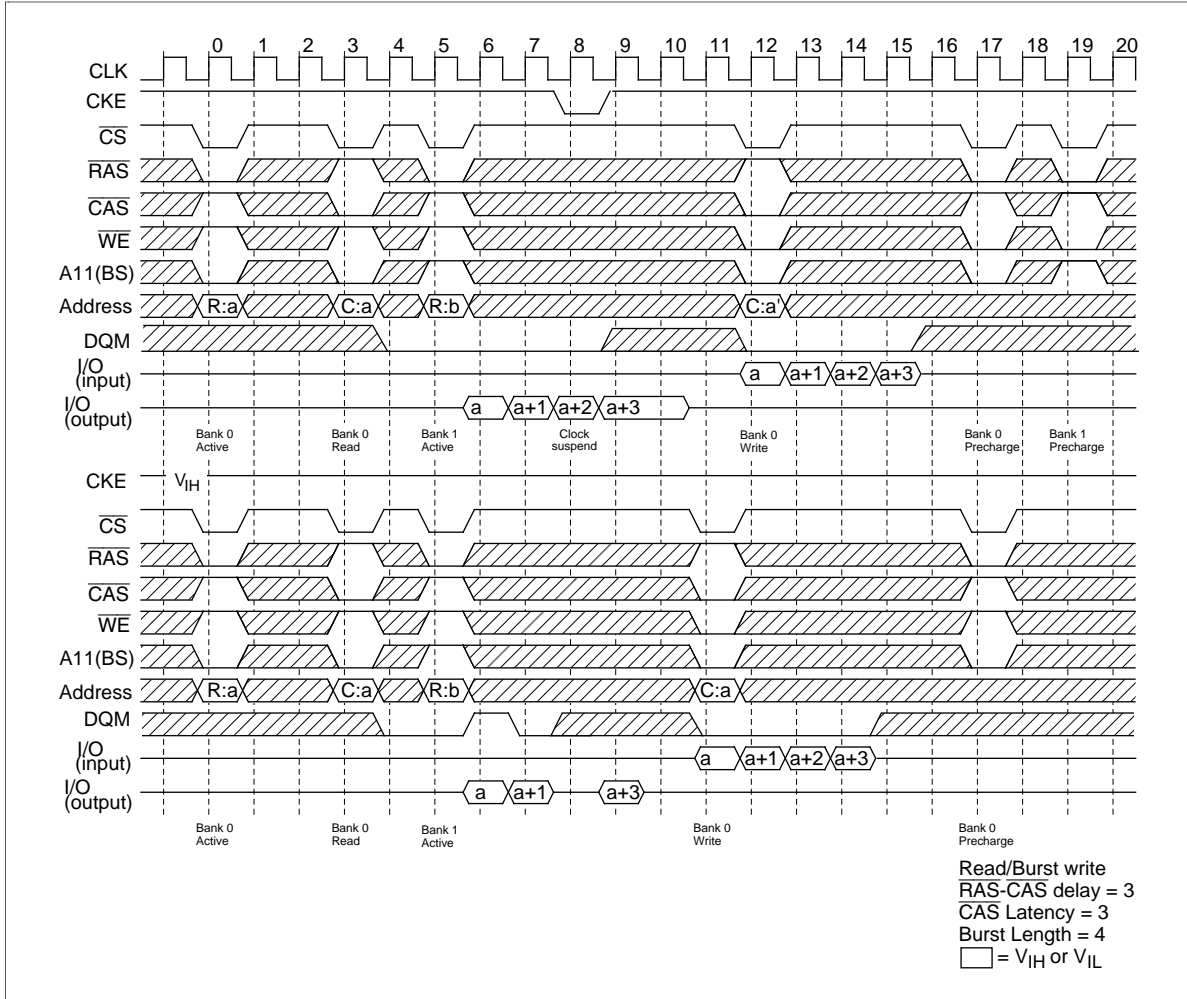 0 1 2 3 4 5 6 7 8 9 10 11 12 13 14 15 16 17 18 19 20
CLK
CKE
CS
RAS
CAS
WE
A11(BS)
Address R:a C:a R:b C:a'
DQM
I/O (input) a a+1 a+2 a+3
I/O (output) a a+1 a+2 a+3
Bank 0 Active
Bank 0 Read
Bank 1 Active
Clock suspend
Bank 0 Write
Bank 0 Precharge
Bank 1 Precharge
CKE VIH
CS
RAS
CAS
WE
A11(BS)
Address R:a C:a R:b C:a
DQM
I/O (input) a a+1 a+2 a+3
I/O (output) a a+1 a+3
Bank 0 Active
Bank 0 Read
Bank 1 Active
Bank 0 Write
Bank 0 Precharge
Read/Burst write
RAS-CAS delay = 3
CAS Latency = 3
Burst Length = 4
= VIH or VIL